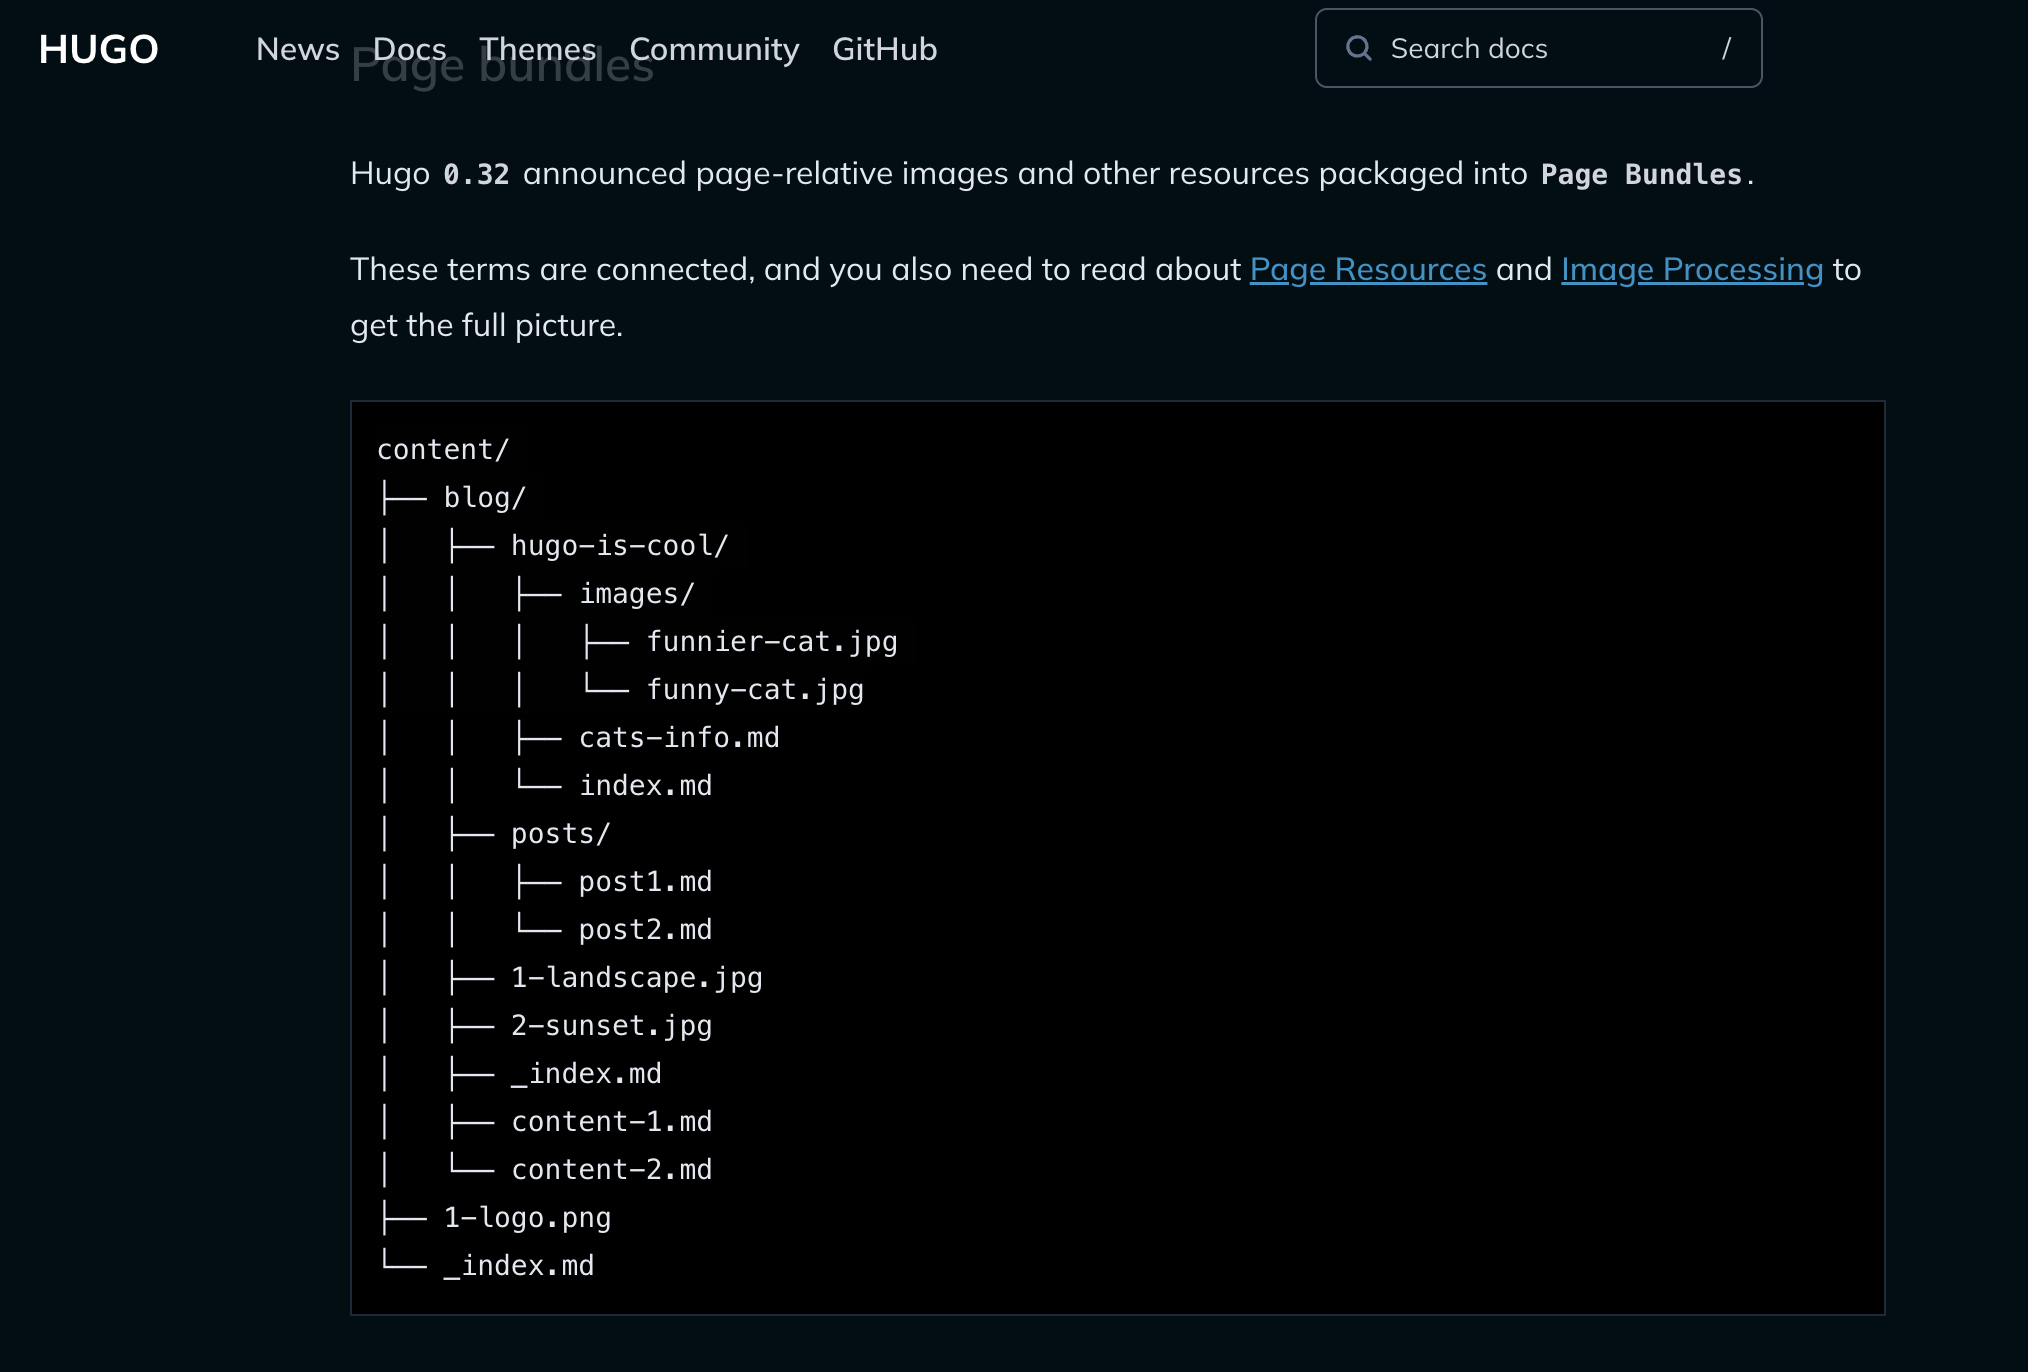 HUGO News Docs Themes Community GitHub Search docs /
Page bundles
Hugo 0.32 announced page-relative images and other resources packaged into Page Bundles.
These terms are connected, and you also need to read about Page Resources and Image Processing to
get the full picture.
content/
├── blog/
│   ├── hugo-is-cool/
│   │   ├── images/
│   │   │   ├── funnier-cat.jpg
│   │   │   └── funny-cat.jpg
│   │   ├── cats-info.md
│   │   └── index.md
│   ├── posts/
│   │   ├── post1.md
│   │   └── post2.md
│   ├── 1-landscape.jpg
│   ├── 2-sunset.jpg
│   ├── _index.md
│   ├── content-1.md
│   └── content-2.md
├── 1-logo.png
└── _index.md